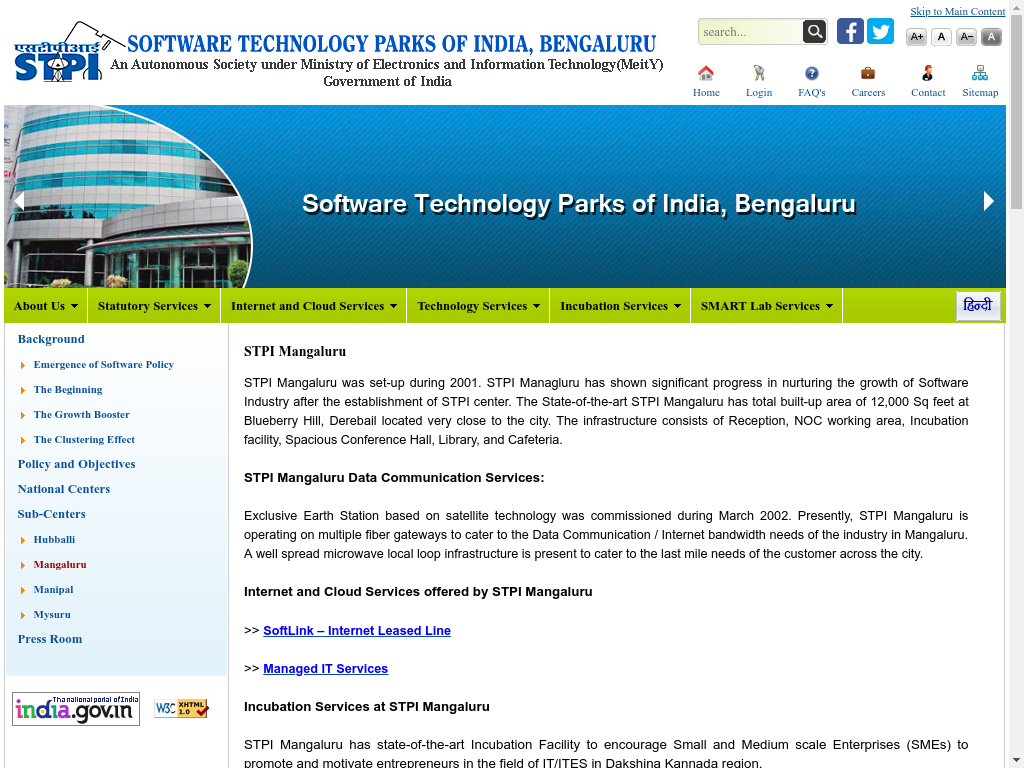 Skip to Main Content
एसटीपीआई
STPI
SOFTWARE TECHNOLOGY PARKS OF INDIA, BENGALURU
An Autonomous Society under Ministry of Electronics and Information Technology(MeitY)
Government of India
search...
A+ A A− A
Home Login FAQ's Careers Contact Sitemap
Software Technology Parks of India, Bengaluru
About Us Statutory Services Internet and Cloud Services Technology Services Incubation Services SMART Lab Services हिन्दी
Background
Emergence of Software Policy
The Beginning
The Growth Booster
The Clustering Effect
Policy and Objectives
National Centers
Sub-Centers
Hubballi
Mangaluru
Manipal
Mysuru
Press Room
The national portal of India
india.gov.in
W3C XHTML 1.0
STPI Mangaluru
STPI Mangaluru was set-up during 2001. STPI Managluru has shown significant progress in nurturing the growth of Software
Industry after the establishment of STPI center. The State-of-the-art STPI Mangaluru has total built-up area of 12,000 Sq feet at
Blueberry Hill, Derebail located very close to the city. The infrastructure consists of Reception, NOC working area, Incubation
facility, Spacious Conference Hall, Library, and Cafeteria.
STPI Mangaluru Data Communication Services:
Exclusive Earth Station based on satellite technology was commissioned during March 2002. Presently, STPI Mangaluru is
operating on multiple fiber gateways to cater to the Data Communication / Internet bandwidth needs of the industry in Mangaluru.
A well spread microwave local loop infrastructure is present to cater to the last mile needs of the customer across the city.
Internet and Cloud Services offered by STPI Mangaluru
>> SoftLink – Internet Leased Line
>> Managed IT Services
Incubation Services at STPI Mangaluru
STPI Mangaluru has state-of-the-art Incubation Facility to encourage Small and Medium scale Enterprises (SMEs) to
promote and motivate entrepreneurs in the field of IT/ITES in Dakshina Kannada region.